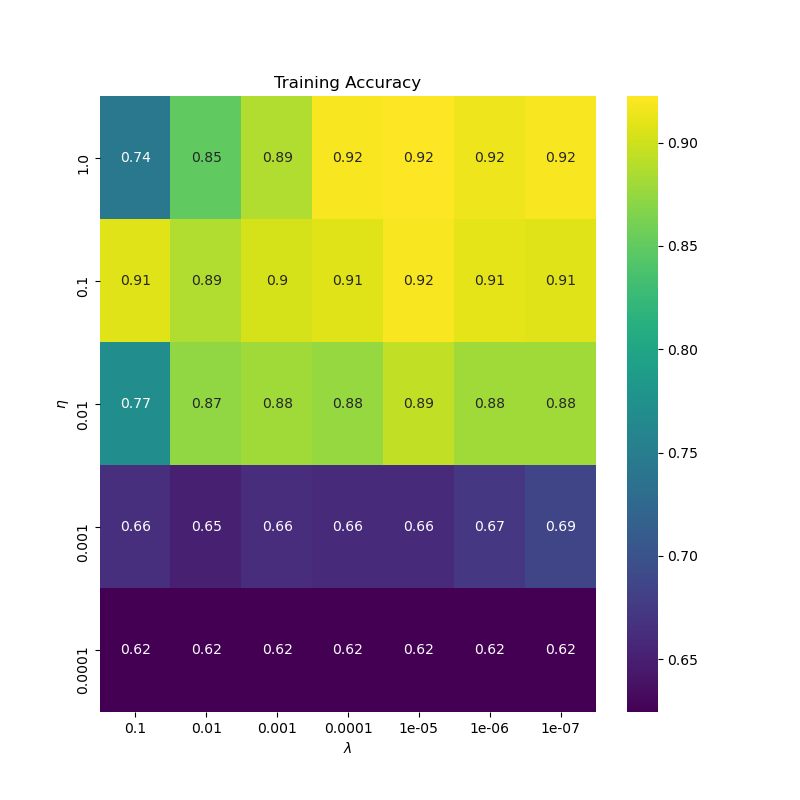 Training Accuracy
1.0 0.74 0.85 0.89 0.92 0.92 0.92 0.92
0.1 0.91 0.89 0.9 0.91 0.92 0.91 0.91
η
0.01 0.77 0.87 0.88 0.88 0.89 0.88 0.88
0.001 0.66 0.65 0.66 0.66 0.66 0.67 0.69
0.0001 0.62 0.62 0.62 0.62 0.62 0.62 0.62
0.1 0.01 0.001 0.0001 1e-05 1e-06 1e-07
λ
0.90
0.85
0.80
0.75
0.70
0.65